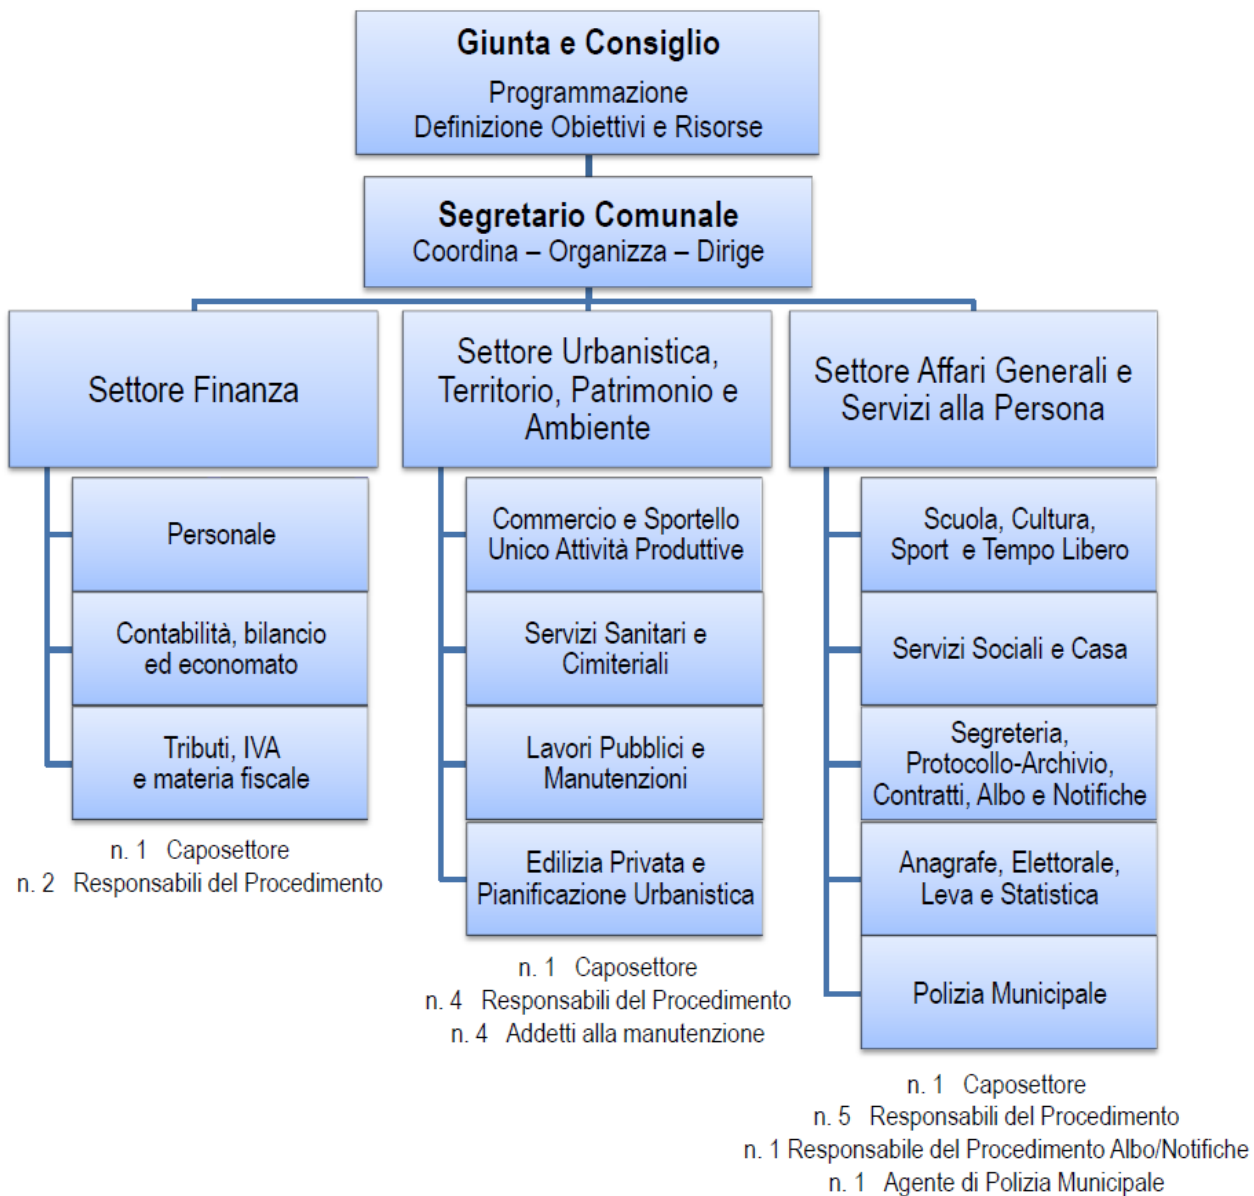 Giunta e Consiglio
Programmazione
Definizione Obiettivi e Risorse
Segretario Comunale
Coordina – Organizza – Dirige
Settore Finanza
Personale
Contabilità, bilancio
ed economato
Tributi, IVA
e materia fiscale
n. 1 Caposettore
n. 2 Responsabili del Procedimento
Settore Urbanistica,
Territorio, Patrimonio e
Ambiente
Commercio e Sportello
Unico Attività Produttive
Servizi Sanitari e
Cimiteriali
Lavori Pubblici e
Manutenzioni
Edilizia Privata e
Pianificazione Urbanistica
n. 1 Caposettore
n. 4 Responsabili del Procedimento
n. 4 Addetti alla manutenzione
Settore Affari Generali e
Servizi alla Persona
Scuola, Cultura,
Sport e Tempo Libero
Servizi Sociali e Casa
Segreteria,
Protocollo-Archivio,
Contratti, Albo e Notifiche
Anagrafe, Elettorale,
Leva e Statistica
Polizia Municipale
n. 1 Caposettore
n. 5 Responsabili del Procedimento
n. 1 Responsabile del Procedimento Albo/Notifiche
n. 1 Agente di Polizia Municipale